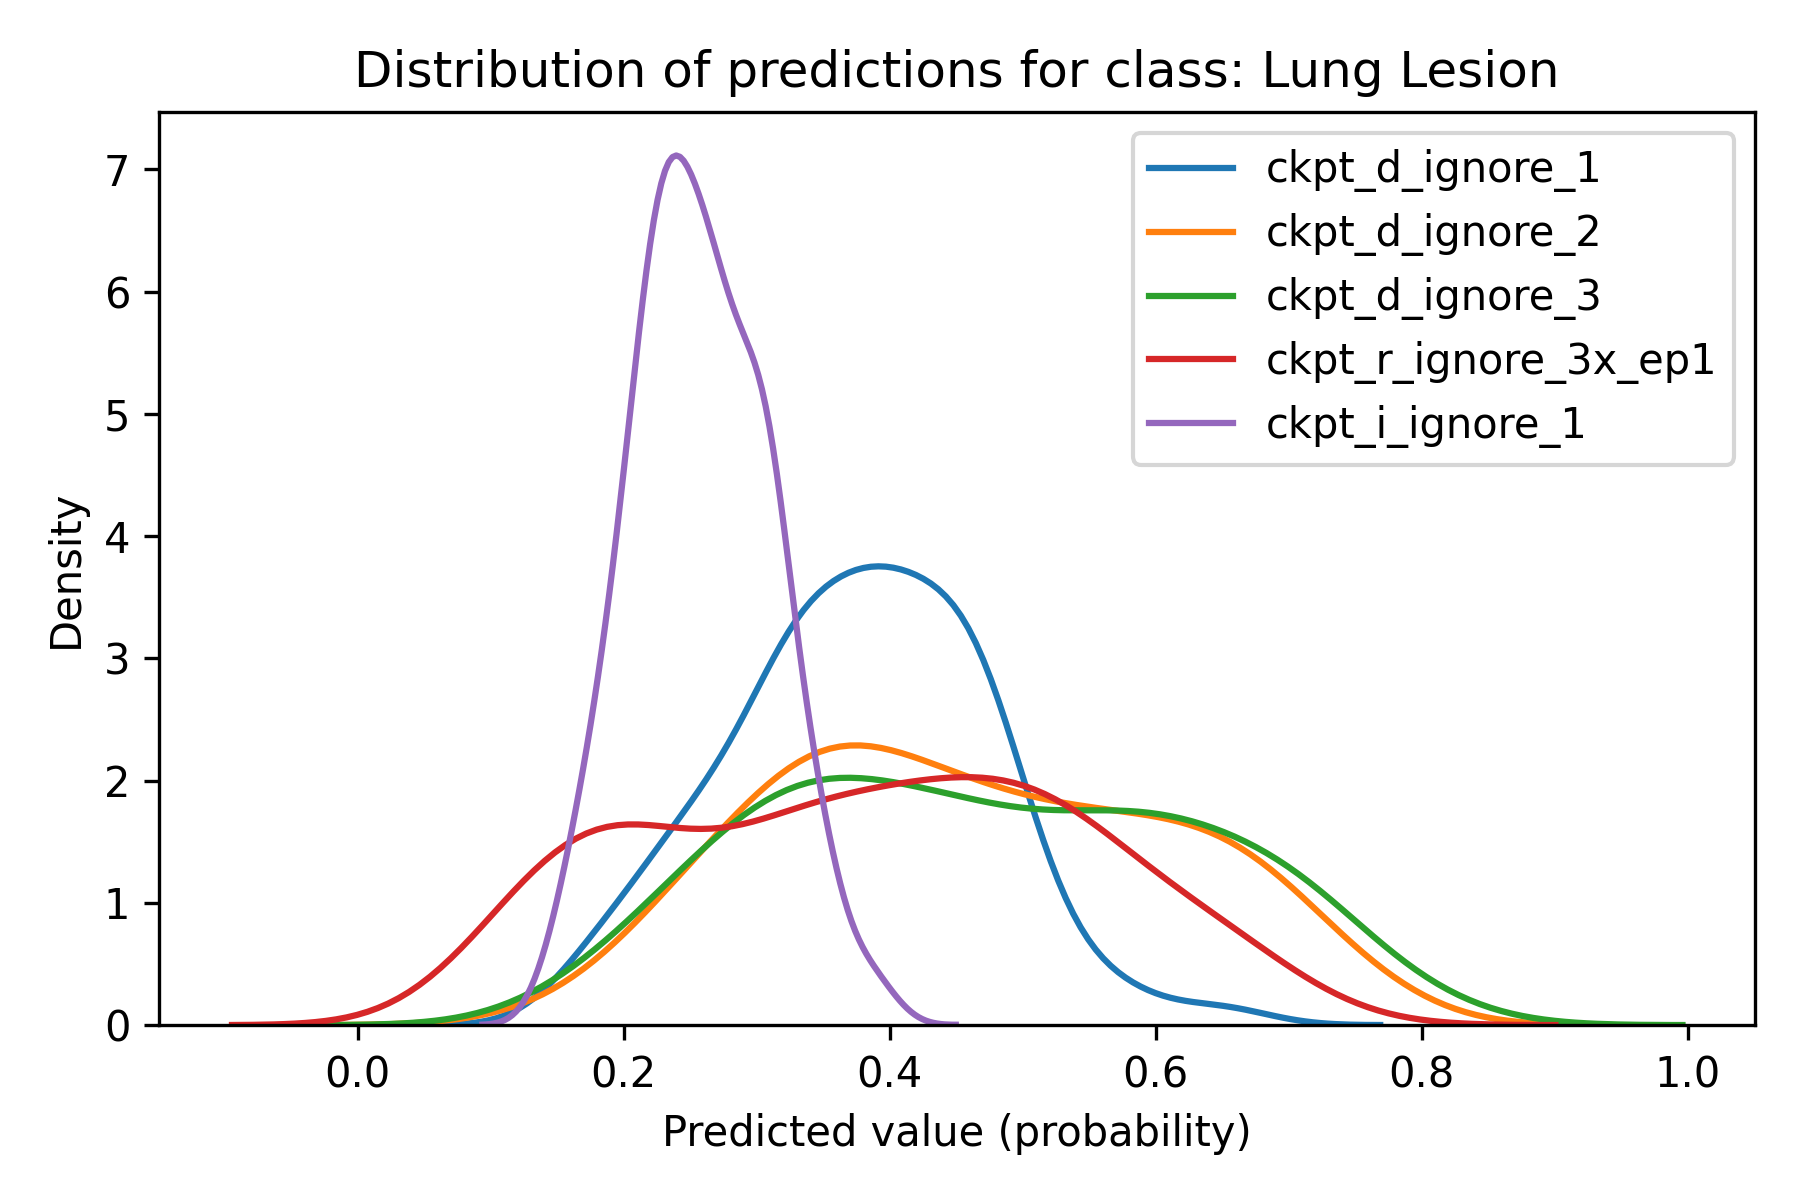 Distribution of predictions for class: Lung Lesion
ckpt_d_ignore_1
ckpt_d_ignore_2
ckpt_d_ignore_3
ckpt_r_ignore_3x_ep1
ckpt_i_ignore_1
Density
7
6
5
4
3
2
1
0
0.0 0.2 0.4 0.6 0.8 1.0
Predicted value (probability)